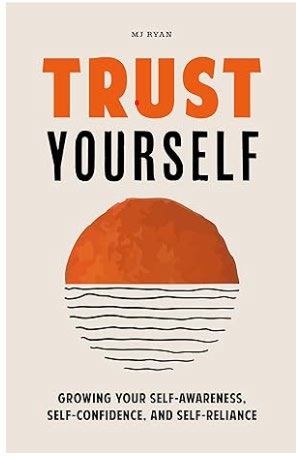 MJ RYAN
TRUST
YOURSELF
GROWING YOUR SELF-AWARENESS,
SELF-CONFIDENCE, AND SELF-RELIANCE